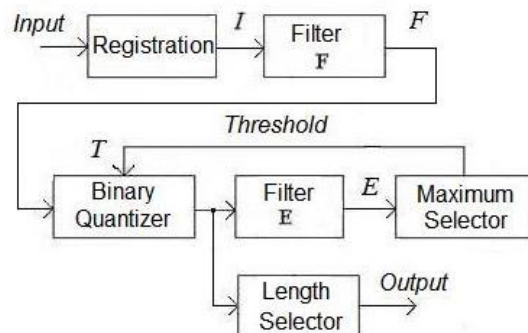 Input
Registration
I
Filter
F
F
Threshold
T
Binary
Quantizer
Filter
E
E
Maximum
Selector
Length
Selector
Output